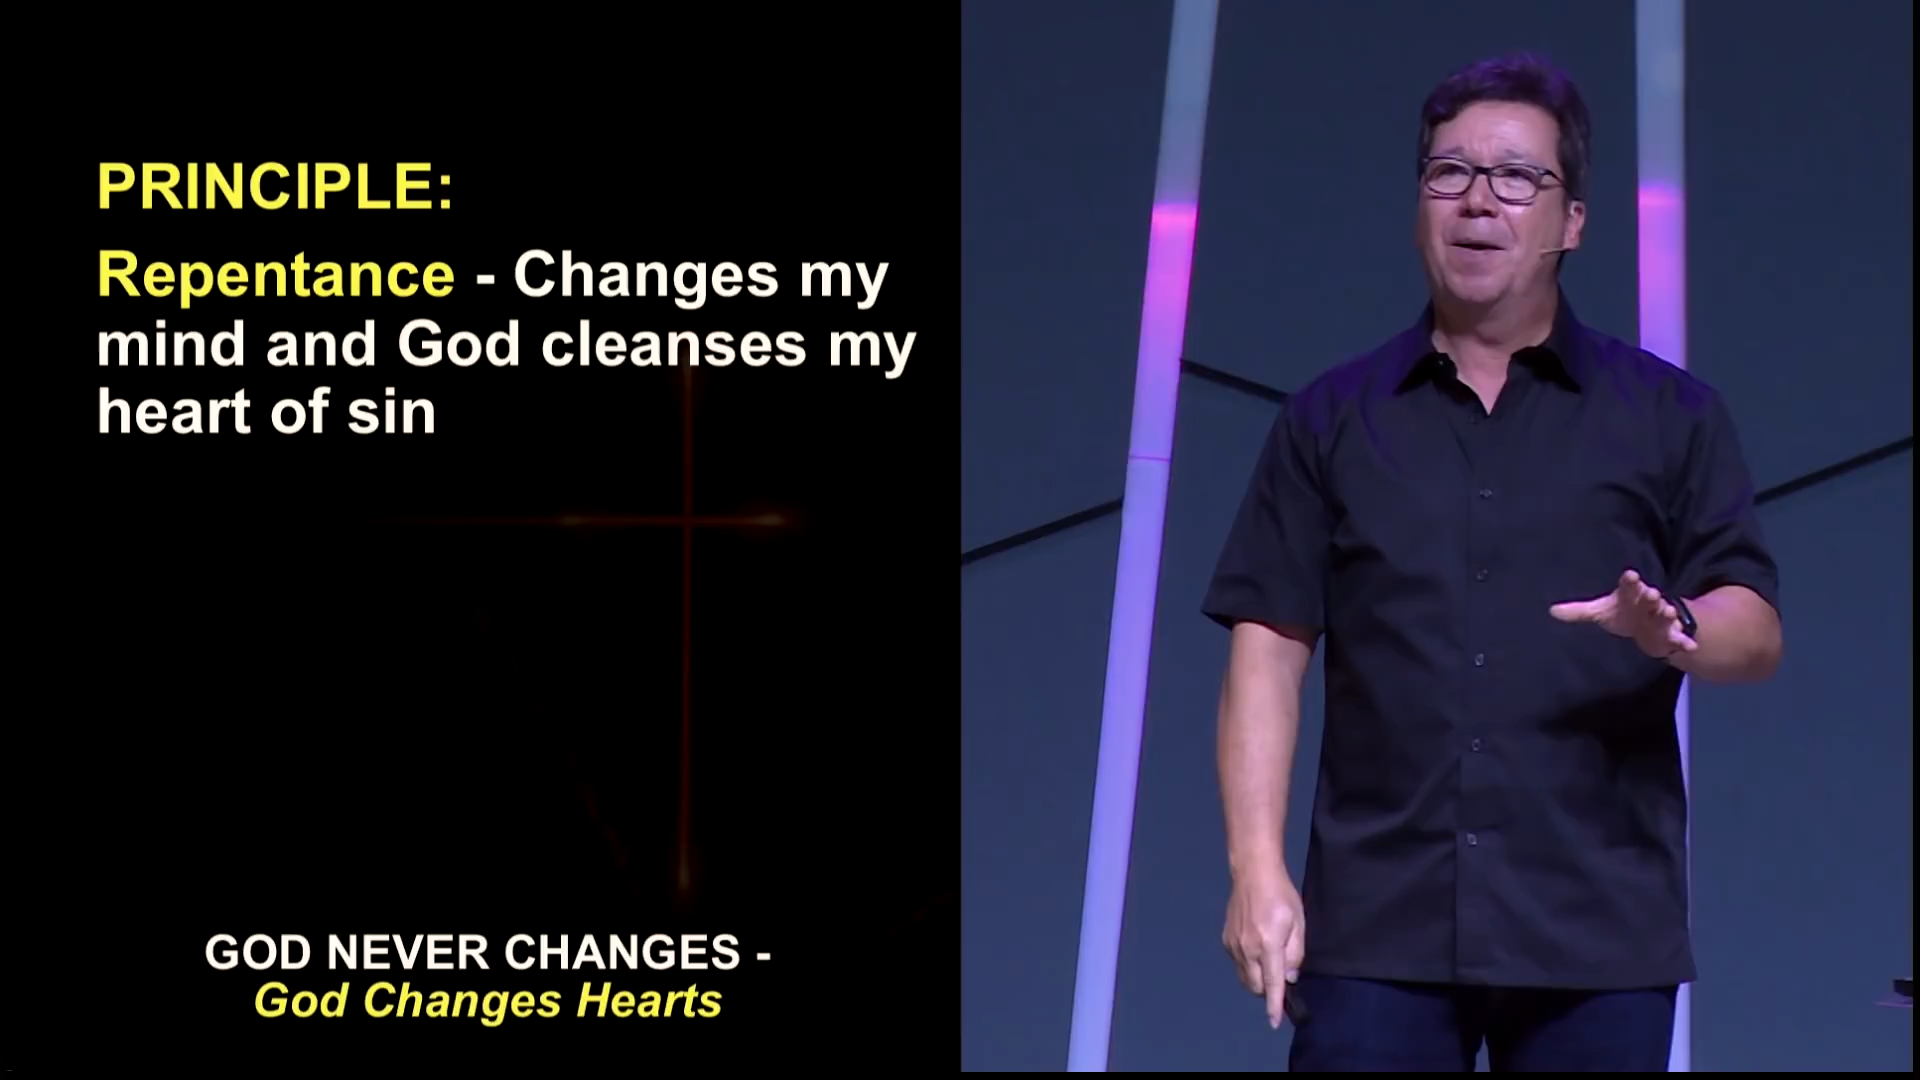 PRINCIPLE:
Repentance - Changes my
mind and God cleanses my
heart of sin
GOD NEVER CHANGES -
God Changes Hearts